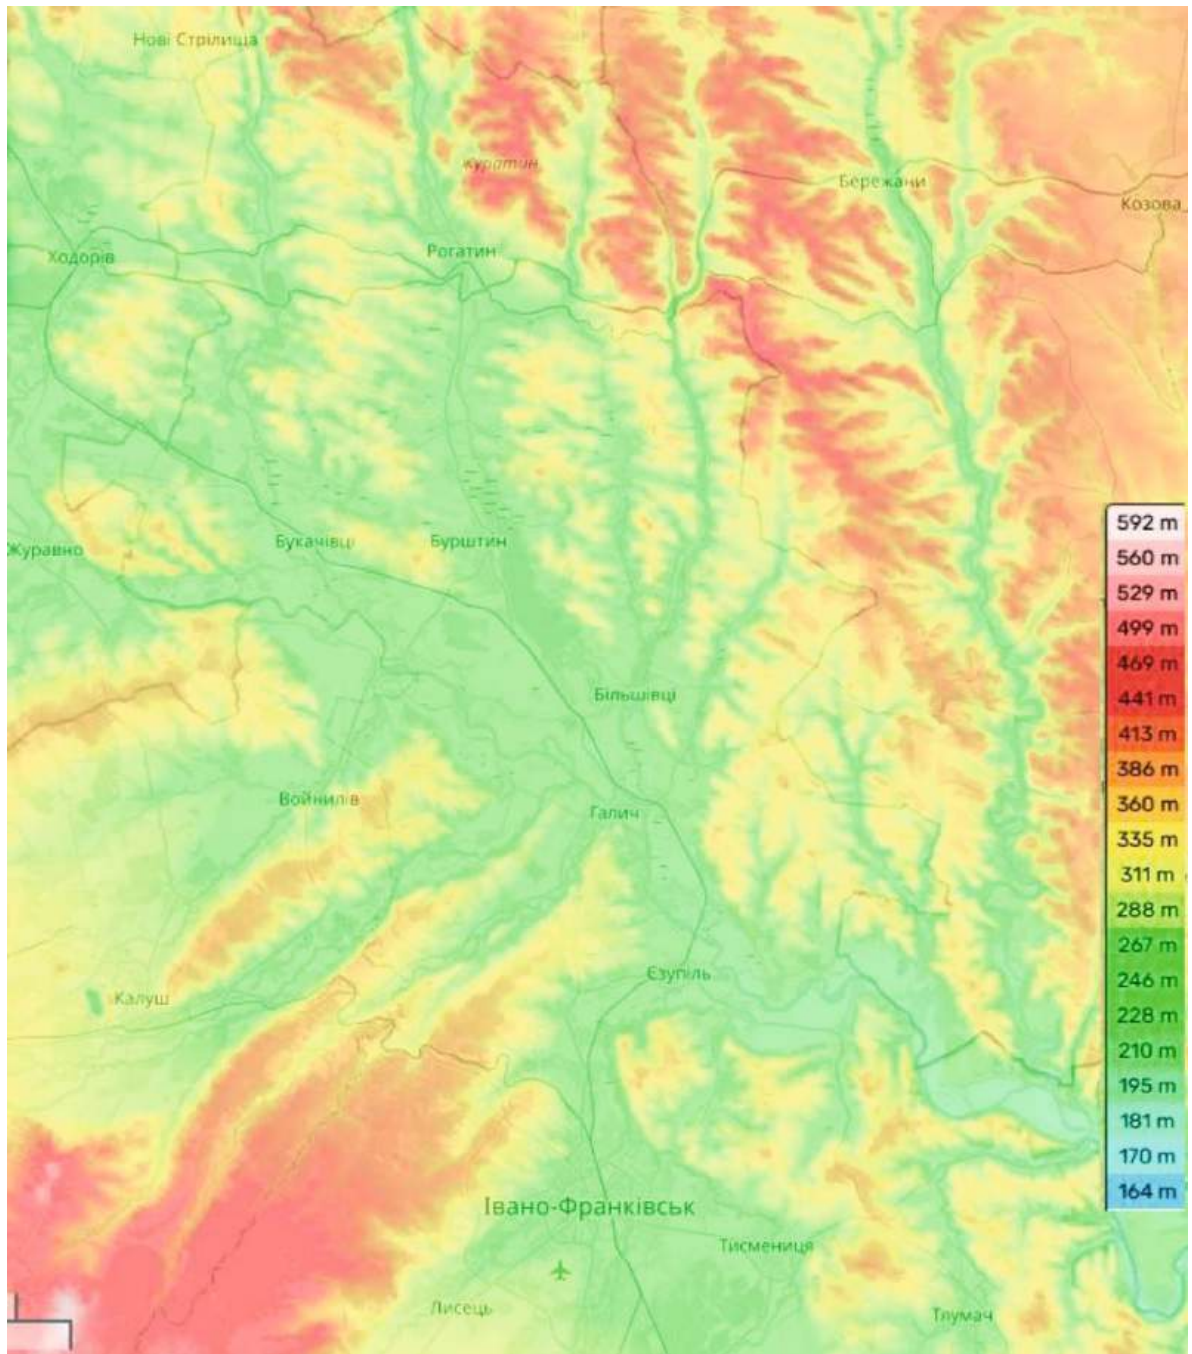 Нові Стрілища
журатин
Бережани
Козова
Ходорів
Рогатин
592 m
560 m
529 m
499 m
469 m
441 m
413 m
386 m
360 m
335 m
311 m
288 m
267 m
246 m
228 m
210 m
195 m
181 m
170 m
164 m
Журавно
Букачівці
Бурштин
Більшівці
Войнилів
Галич
Єзупіль
Калуш
Івано-Франківськ
Тисмениця
Лисець
Тлумач